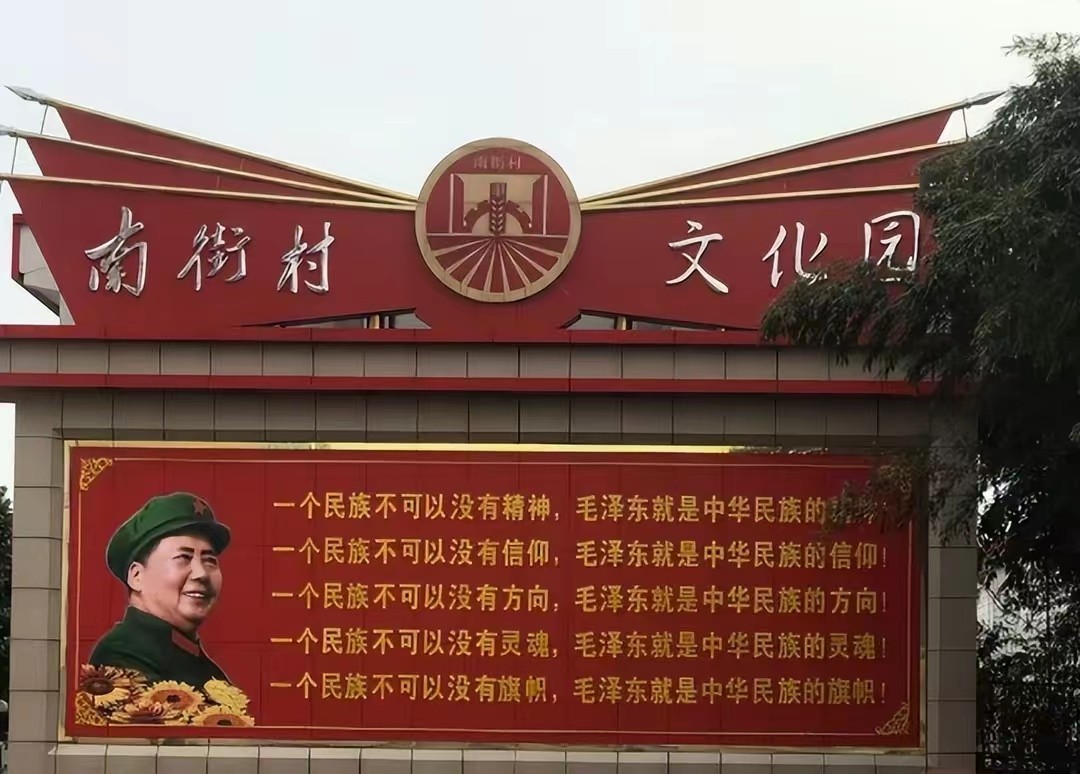 南街村
南街村 文化园
一个民族不可以没有精神，毛泽东就是中华民族的精神！
一个民族不可以没有信仰，毛泽东就是中华民族的信仰！
一个民族不可以没有方向，毛泽东就是中华民族的方向！
一个民族不可以没有灵魂，毛泽东就是中华民族的灵魂！
一个民族不可以没有旗帜，毛泽东就是中华民族的旗帜！